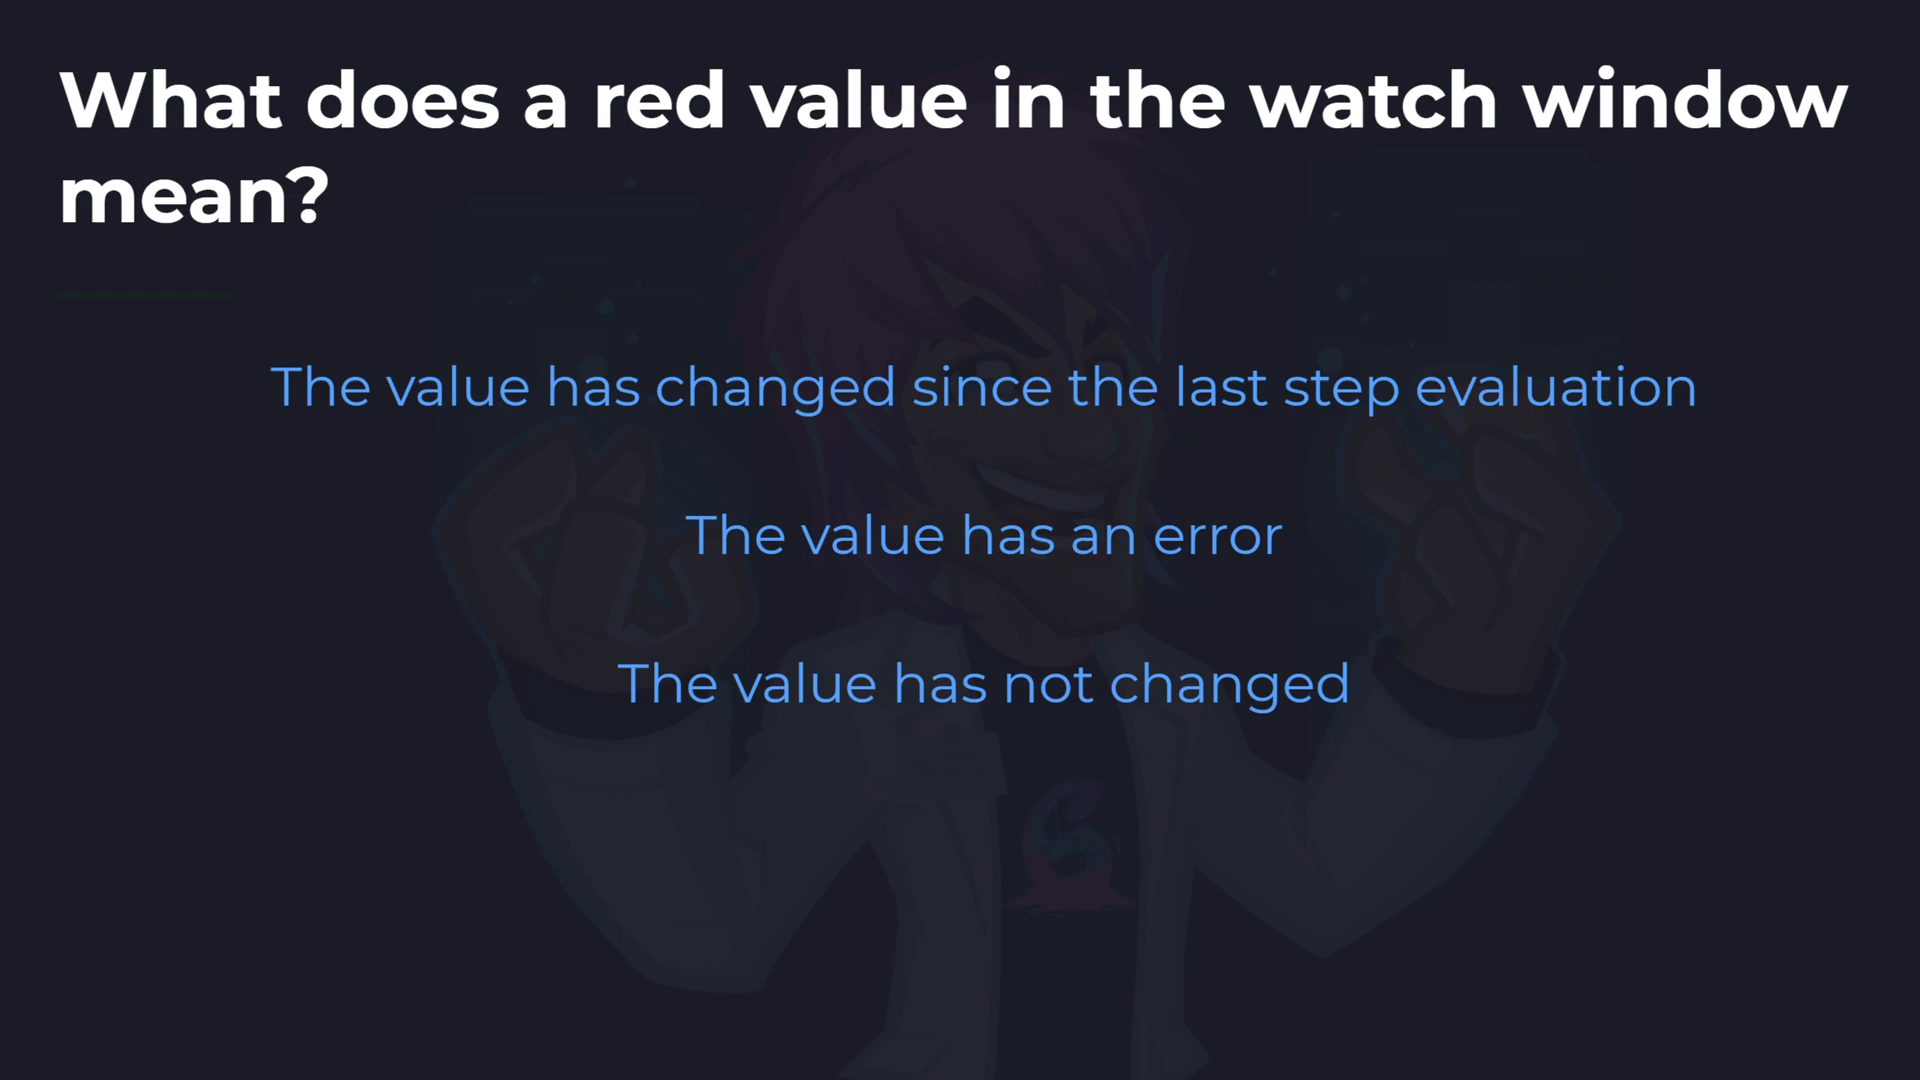 What does a red value in the watch window
mean?
The value has changed since the last step evaluation
The value has an error
The value has not changed